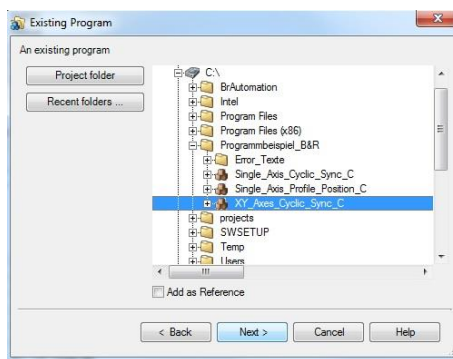 Existing Program
An existing program
Project folder
Recent folders ...
C:\
BrAutomation
Intel
Program Files
Program Files (x86)
Programmbeispiel_B&R
Error_Texte
Single_Axis_Cyclic_Sync_C
Single_Axis_Profile_Position_C
XY_Axes_Cyclic_Sync_C
projects
SWSETUP
Temp
Users
Add as Reference
< Back
Next >
Cancel
Help